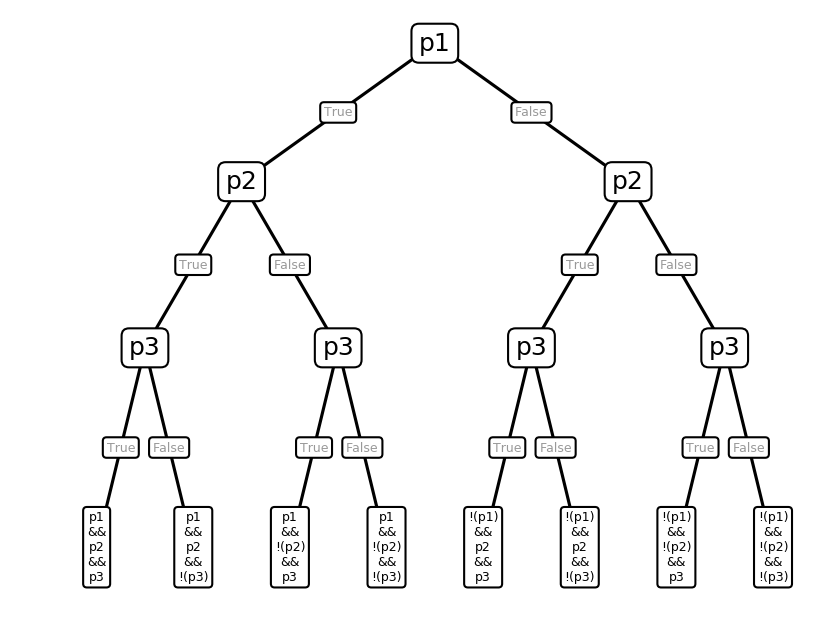 p1
True False
p2 p2
True False True False
p3 p3 p3 p3
True False True False True False True False
p1 p1 p1 p1 !(p1) !(p1) !(p1) !(p1)
&& && && && && && && &&
p2 p2 !(p2) !(p2) p2 p2 !(p2) !(p2)
&& && && && && && && &&
p3 !(p3) p3 !(p3) p3 !(p3) p3 !(p3)